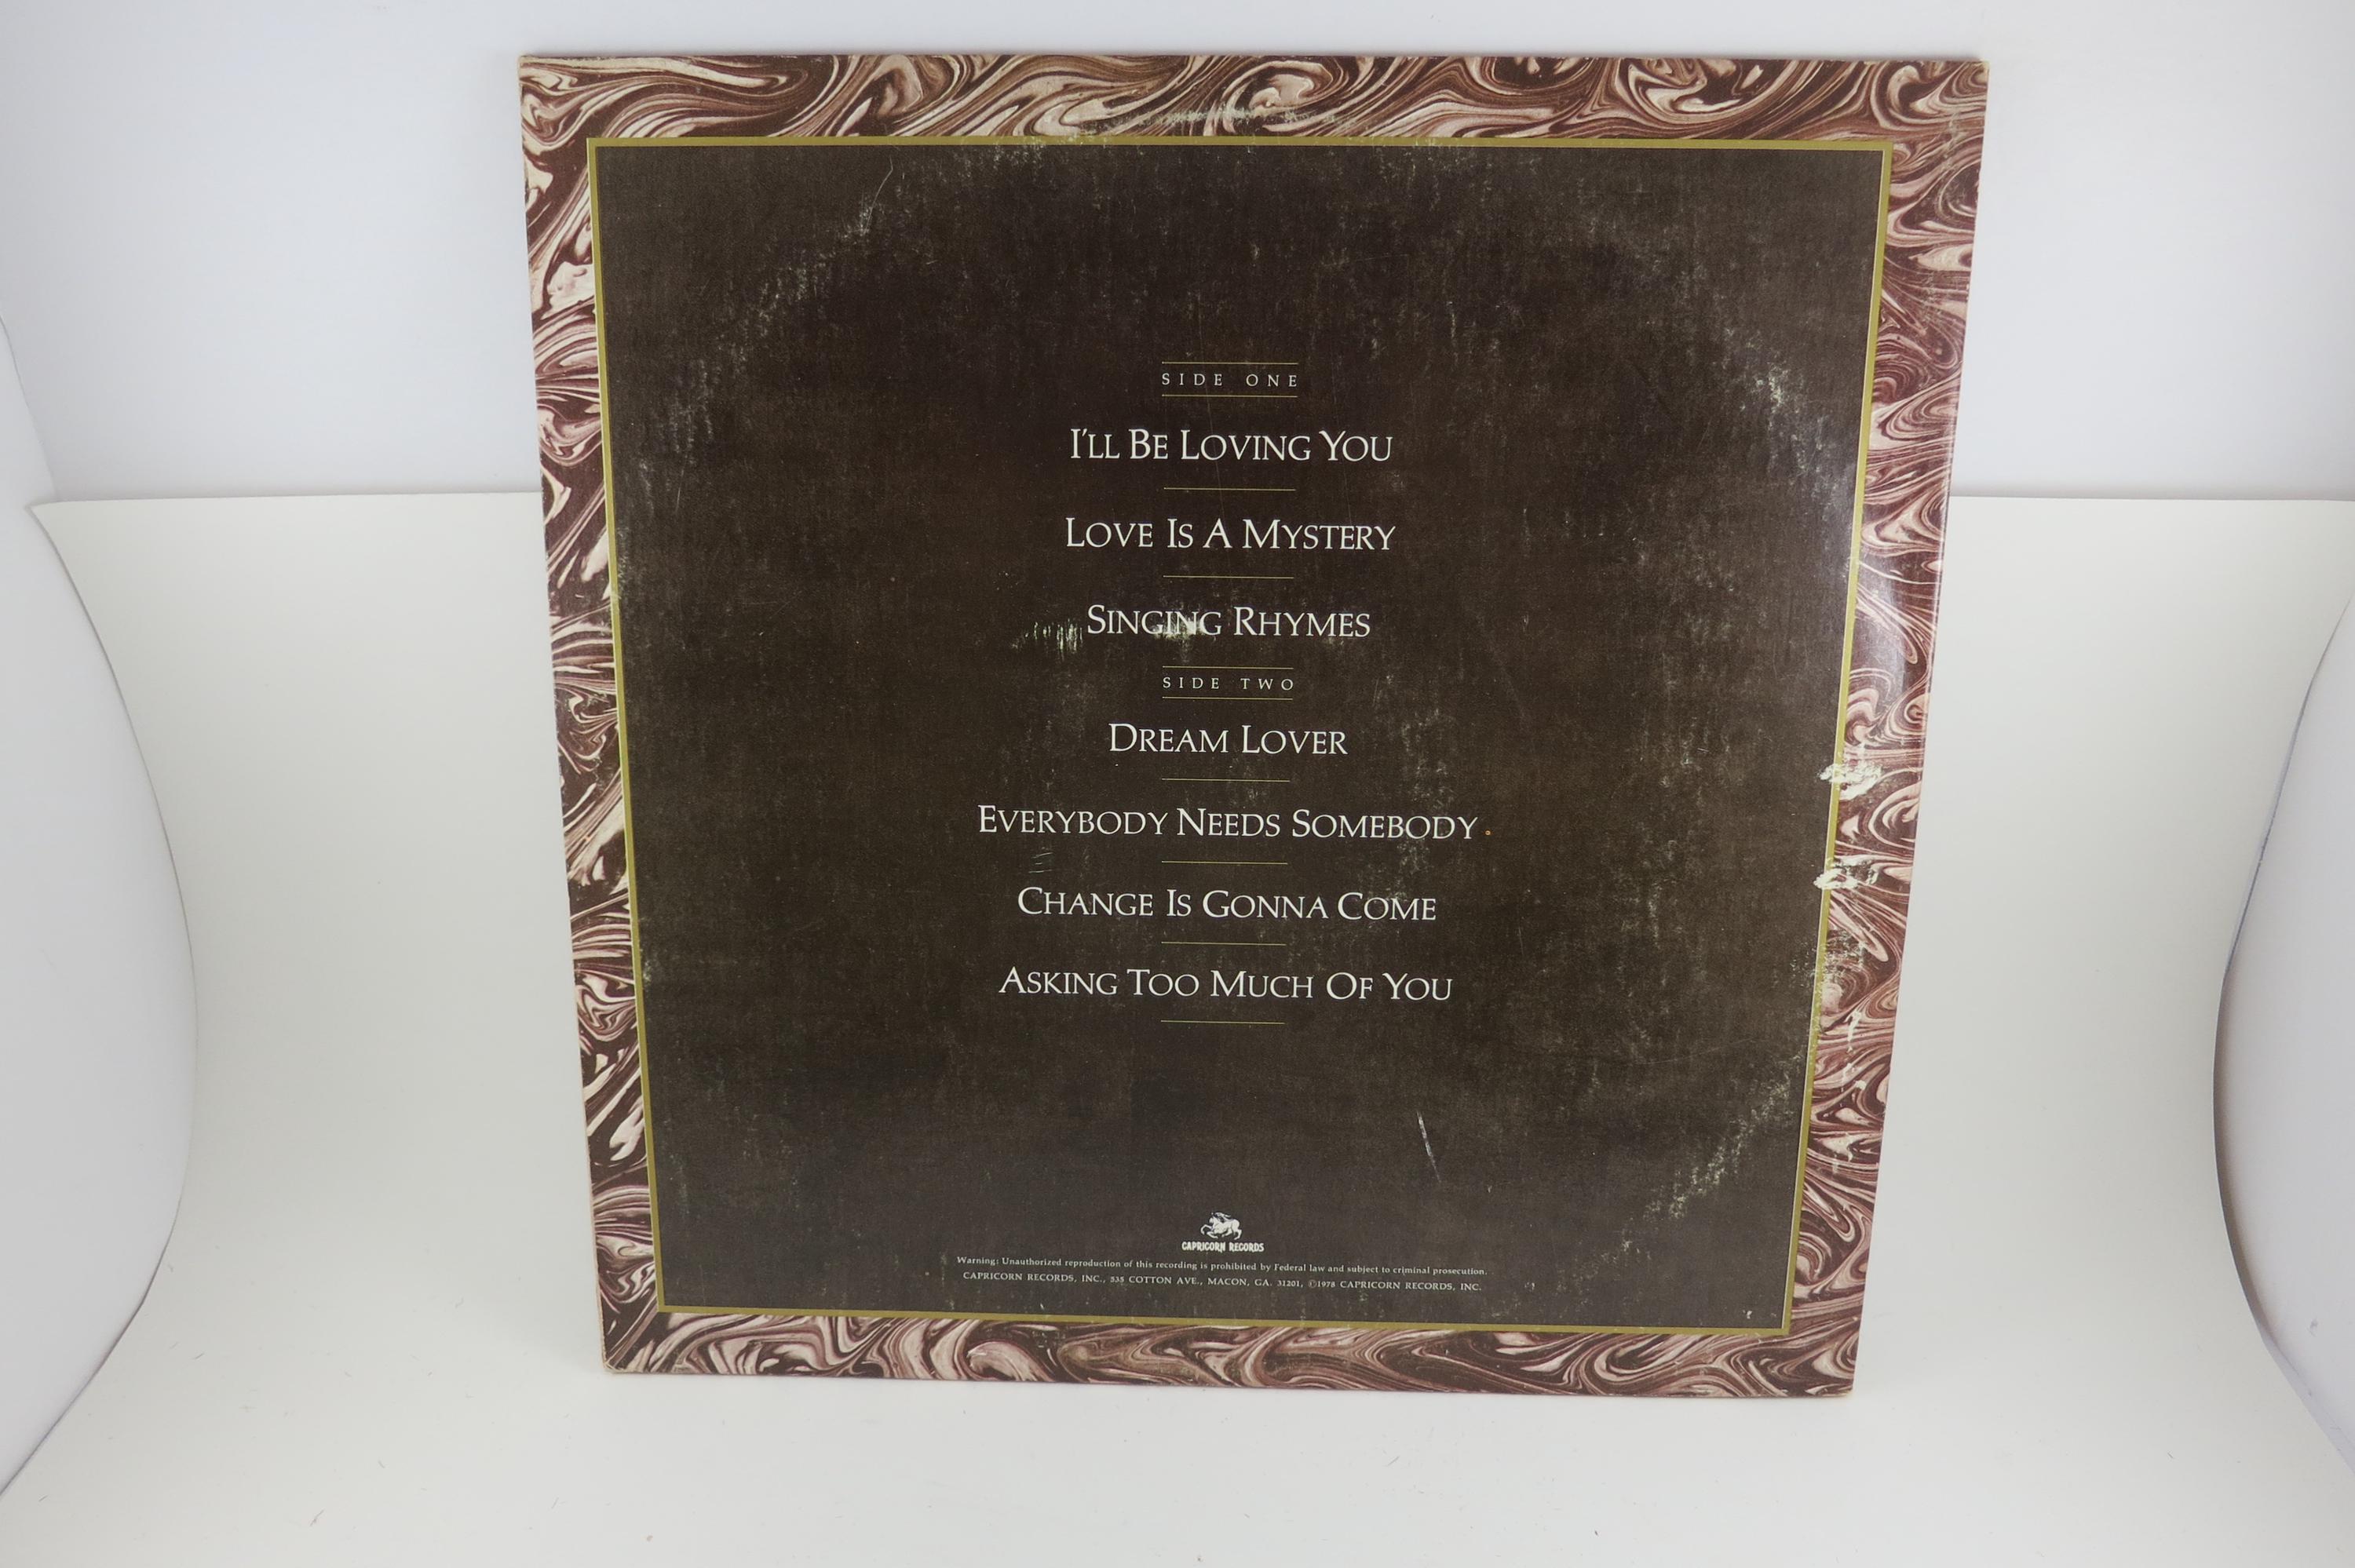 SIDE ONE
I'LL BE LOVING YOU
LOVE IS A MYSTERY
SINGING RHYMES
SIDE TWO
DREAM LOVER
EVERYBODY NEEDS SOMEBODY
CHANGE IS GONNA COME
ASKING TOO MUCH OF YOU
CAPRICORN RECORDS
Warning: Unauthorized reproduction of this recording is prohibited by Federal law and subject to criminal prosecution.
CAPRICORN RECORDS, INC., 535 COTTON AVE., MACON, GA. 31201, ©1978 CAPRICORN RECORDS, INC.